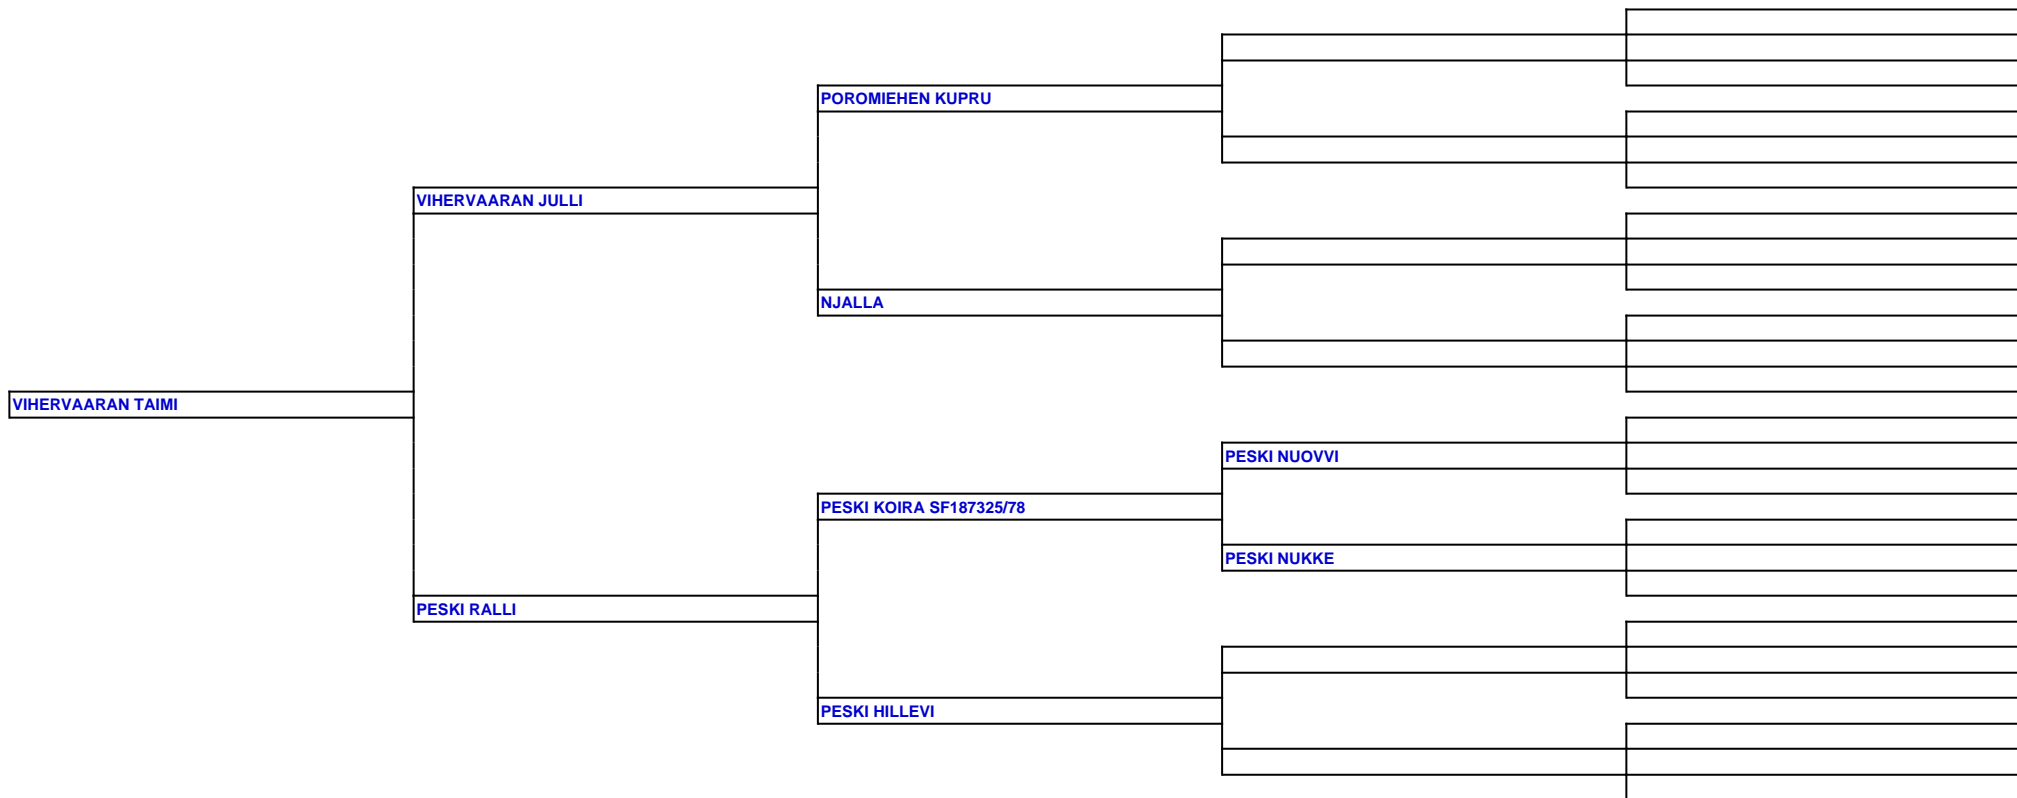 POROMIEHEN KUPRU
VIHERVAARAN JULLI
NJALLA
VIHERVAARAN TAIMI
PESKI NUOVVI
PESKI KOIRA SF187325/78
PESKI NUKKE
PESKI RALLI
PESKI HILLEVI